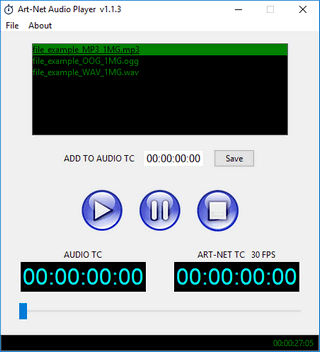 Art-Net Audio Player v1.1.3
File About
file_example_MP3_1MG.mp3
file_example_OOG_1MG.ogg
file_example_WAV_1MG.wav
ADD TO AUDIO TC 00:00:00:00 Save
AUDIO TC ART-NET TC 30 FPS
00:00:00:00 00:00:00:00
00:00:27:05